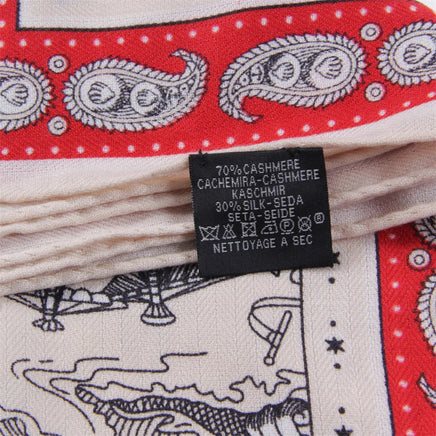 70%CASHMERE
CACHEMIRA-CASHMERE
KASCHMIR
30%SILK-SEDA
SETA-SEIDE
NETTOYAGE A SEC